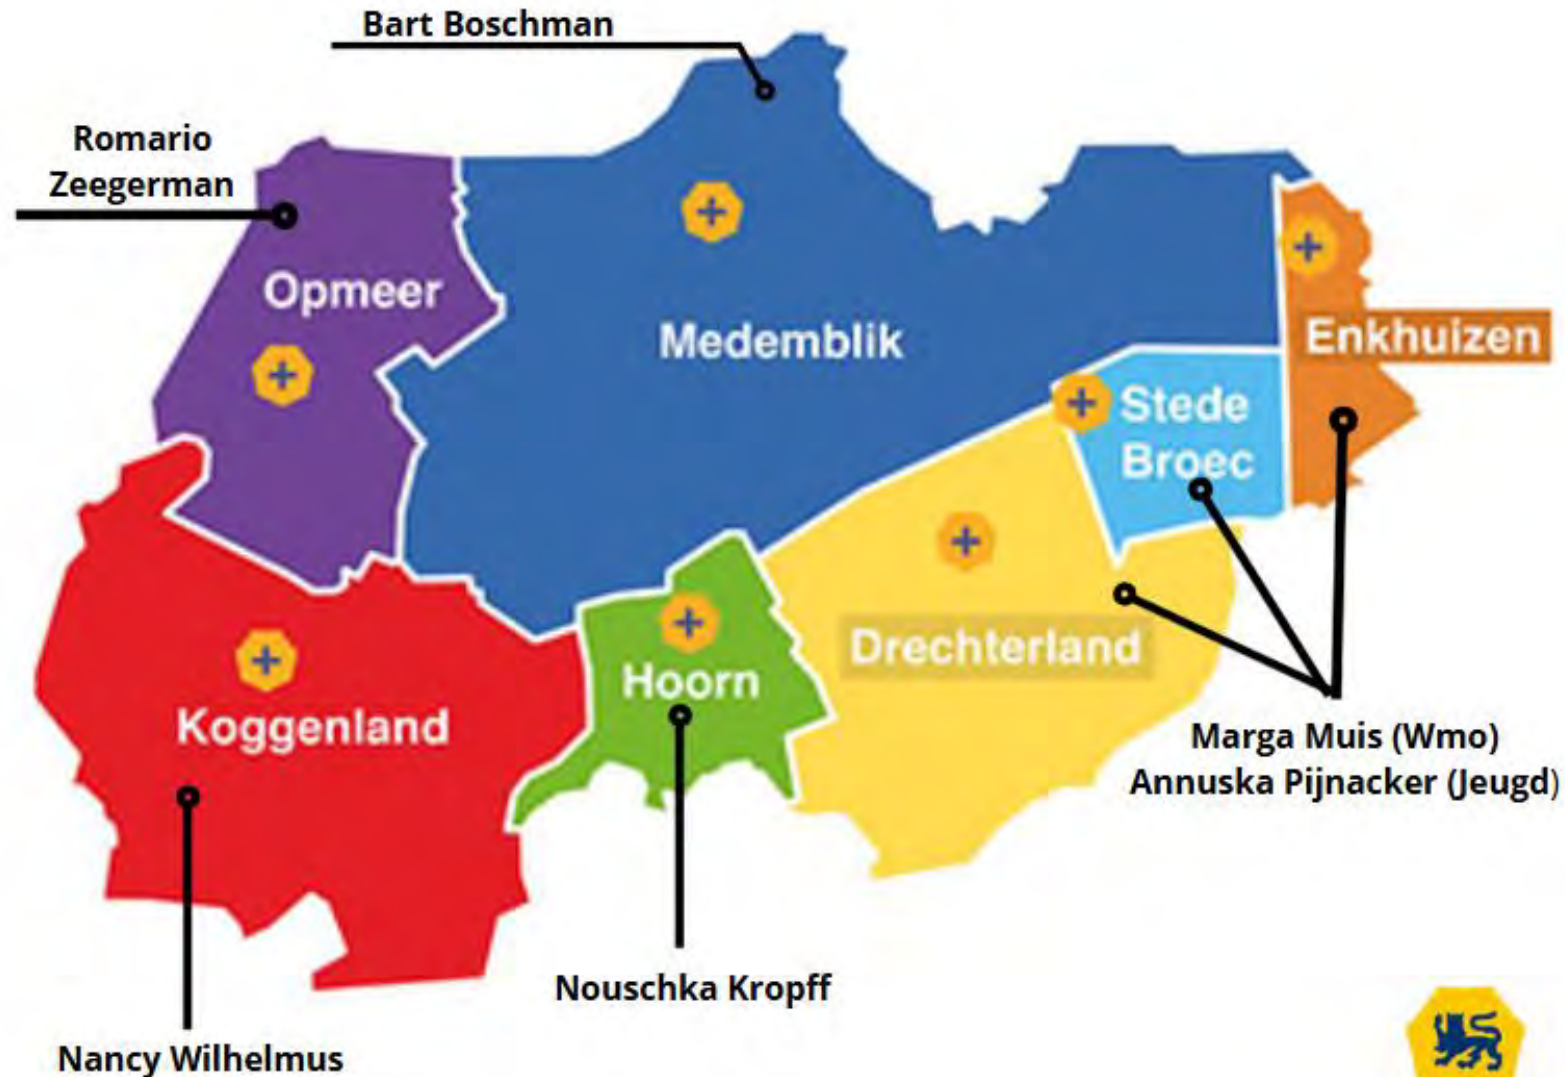 Bart Boschman
Romario
Zeegerman
Opmeer
Medemblik
Enkhuizen
Stede
Broec
Drechterland
Hoorn
Koggenland
Marga Muis (Wmo)
Annuska Pijnacker (Jeugd)
Nouschka Kropff
Nancy Wilhelmus